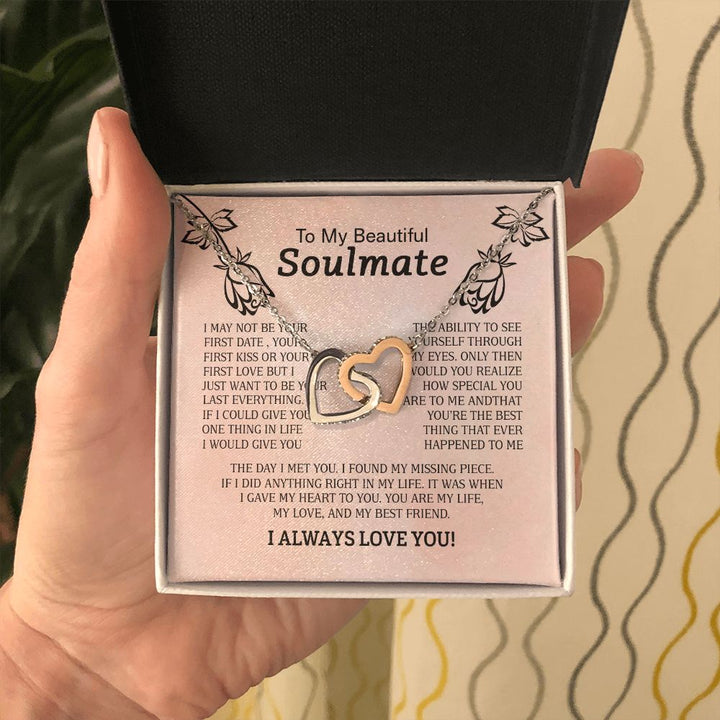 To My Beautiful
Soulmate
I MAY NOT BE YOUR
FIRST DATE , YOUR
FIRST KISS OR YOUR
FIRST LOVE BUT I
JUST WANT TO BE YOUR
LAST EVERYTHING.
IF I COULD GIVE YOU
ONE THING IN LIFE
I WOULD GIVE YOU
THE ABILITY TO SEE
YOURSELF THROUGH
MY EYES. ONLY THEN
WOULD YOU REALIZE
HOW SPECIAL YOU
ARE TO ME ANDTHAT
YOU'RE THE BEST
THING THAT EVER
HAPPENED TO ME
THE DAY I MET YOU, I FOUND MY MISSING PIECE.
IF I DID ANYTHING RIGHT IN MY LIFE. IT WAS WHEN
I GAVE MY HEART TO YOU. YOU ARE MY LIFE,
MY LOVE, AND MY BEST FRIEND.
I ALWAYS LOVE YOU!